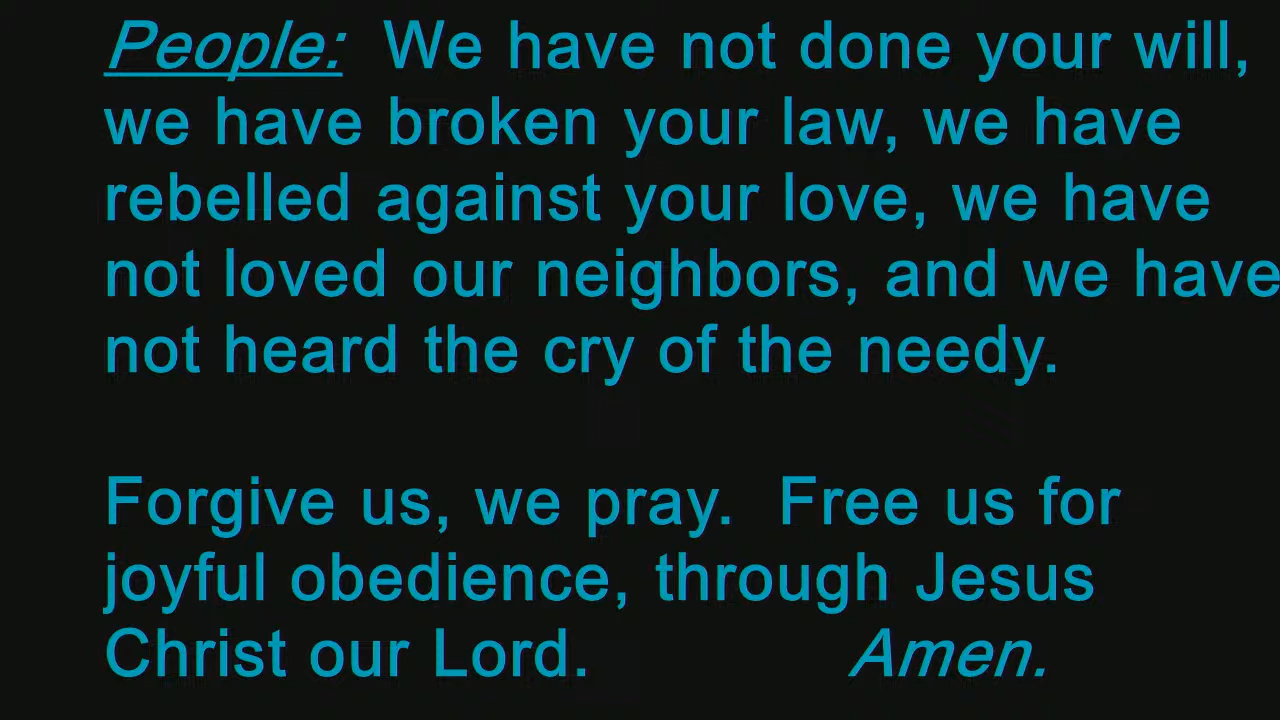 People: We have not done your will,
we have broken your law, we have
rebelled against your love, we have
not loved our neighbors, and we have
not heard the cry of the needy.
Forgive us, we pray. Free us for
joyful obedience, through Jesus
Christ our Lord. Amen.